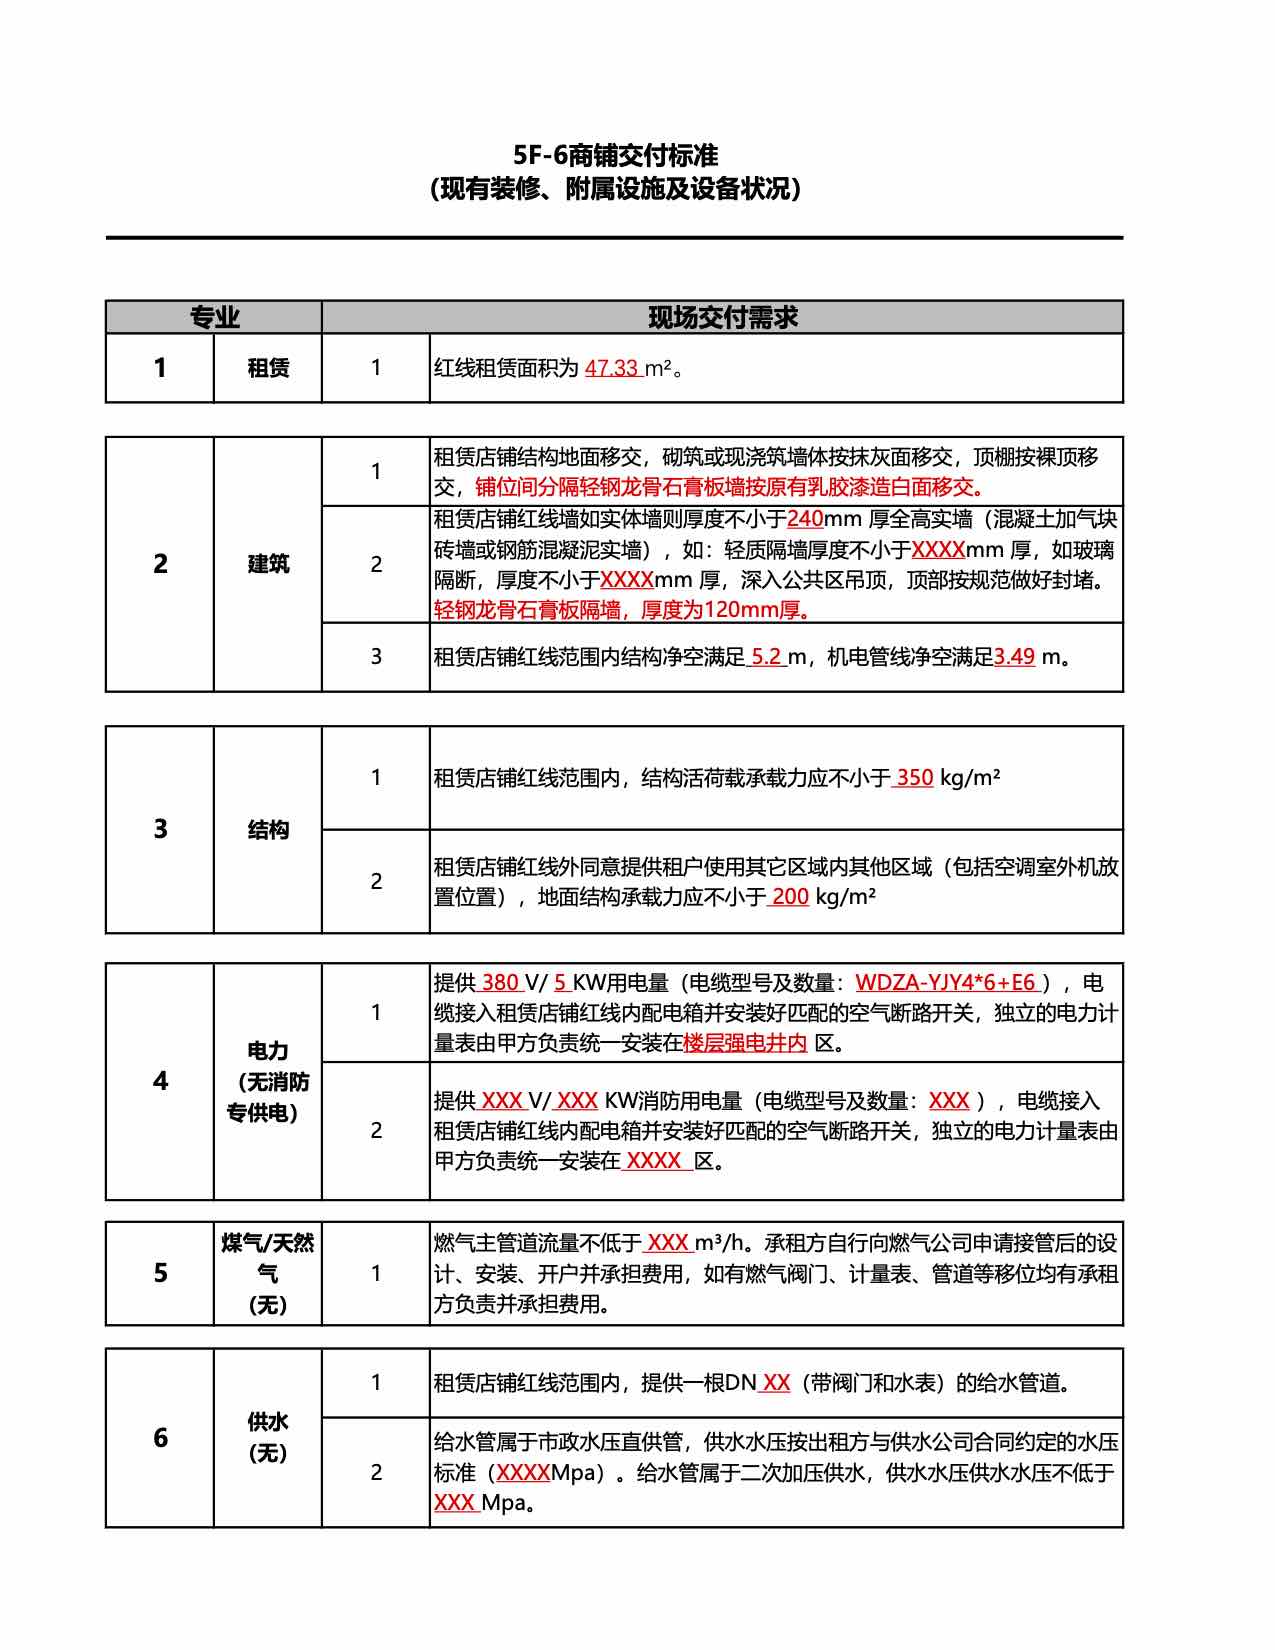 5F-6商铺交付标准
（现有装修、附属设施及设备状况）
专业
现场交付需求
1
租赁
1
红线租赁面积为 47.33 m²。
2
建筑
1
租赁店铺结构地面移交，砌筑或现浇筑墙体按抹灰面移交，顶棚按裸顶移
交，铺位间分隔轻钢龙骨石膏板墙按原有乳胶漆造白面移交。
2
租赁店铺红线墙如实体墙则厚度不小于240mm 厚全高实墙（混凝土加气块
砖墙或钢筋混凝泥实墙），如：轻质隔墙厚度不小于XXXXmm 厚，如玻璃
隔断，厚度不小于XXXXmm 厚，深入公共区吊顶，顶部按规范做好封堵。
轻钢龙骨石膏板隔墙，厚度为120mm厚。
3
租赁店铺红线范围内结构净空满足 5.2 m，机电管线净空满足3.49 m。
3
结构
1
租赁店铺红线范围内，结构活荷载承载力应不小于 350 kg/m²
2
租赁店铺红线外同意提供租户使用其它区域内其他区域（包括空调室外机放
置位置），地面结构承载力应不小于 200 kg/m²
4
电力
（无消防
专供电）
1
提供 380 V/ 5 KW用电量（电缆型号及数量：WDZA-YJY4*6+E6 ），电
缆接入租赁店铺红线内配电箱并安装好匹配的空气断路开关，独立的电力计
量表由甲方负责统一安装在楼层强电井内 区。
2
提供 XXX V/ XXX KW消防用电量（电缆型号及数量：XXX ），电缆接入
租赁店铺红线内配电箱并安装好匹配的空气断路开关，独立的电力计量表由
甲方负责统一安装在 XXXX 区。
5
煤气/天然
气
（无）
1
燃气主管道流量不低于 XXX m³/h。承租方自行向燃气公司申请接管后的设
计、安装、开户并承担费用，如有燃气阀门、计量表、管道等移位均有承租
方负责并承担费用。
6
供水
（无）
1
租赁店铺红线范围内，提供一根DN XX（带阀门和水表）的给水管道。
2
给水管属于市政水压直供管，供水水压按出租方与供水公司合同约定的水压
标准（XXXXMpa）。给水管属于二次加压供水，供水水压供水水压不低于
XXX Mpa。